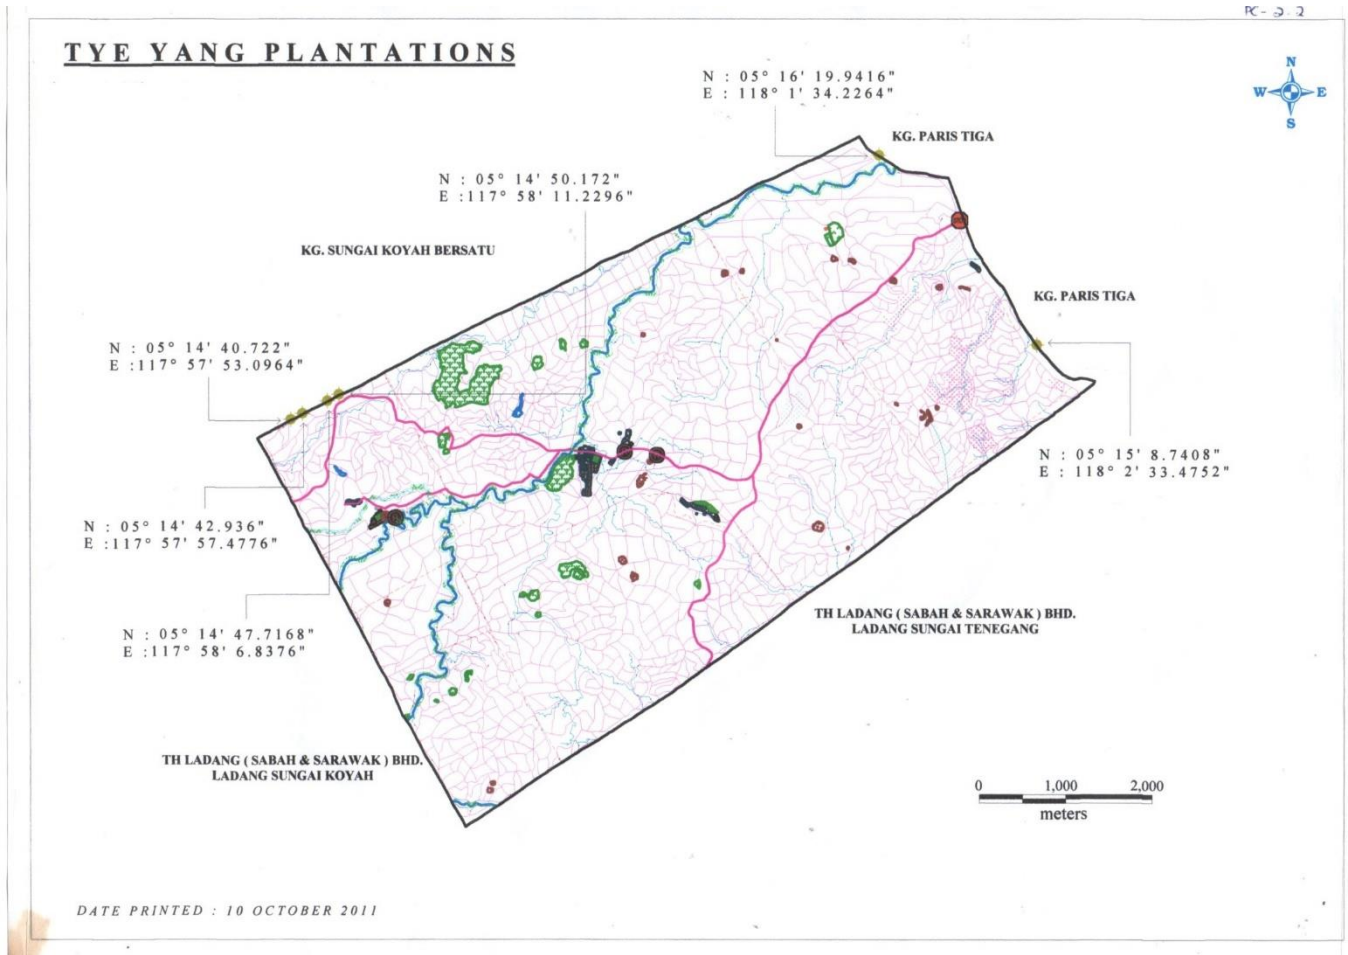 PC-2.2
TYE YANG PLANTATIONS
N
W E
S
N : 05° 16' 19.9416"
E : 118° 1' 34.2264"
KG. PARIS TIGA
N : 05° 14' 50.172"
E :117° 58' 11.2296"
KG. SUNGAI KOYAH BERSATU
KG. PARIS TIGA
N : 05° 14' 40.722"
E :117° 57' 53.0964"
N : 05° 15' 8.7408"
E : 118° 2' 33.4752"
N : 05° 14' 42.936"
E :117° 57' 57.4776"
N : 05° 14' 47.7168"
E :117° 58' 6.8376"
TH LADANG ( SABAH & SARAWAK ) BHD.
LADANG SUNGAI TENEGANG
TH LADANG ( SABAH & SARAWAK ) BHD.
LADANG SUNGAI KOYAH
0 1,000 2,000
meters
DATE PRINTED : 10 OCTOBER 2011